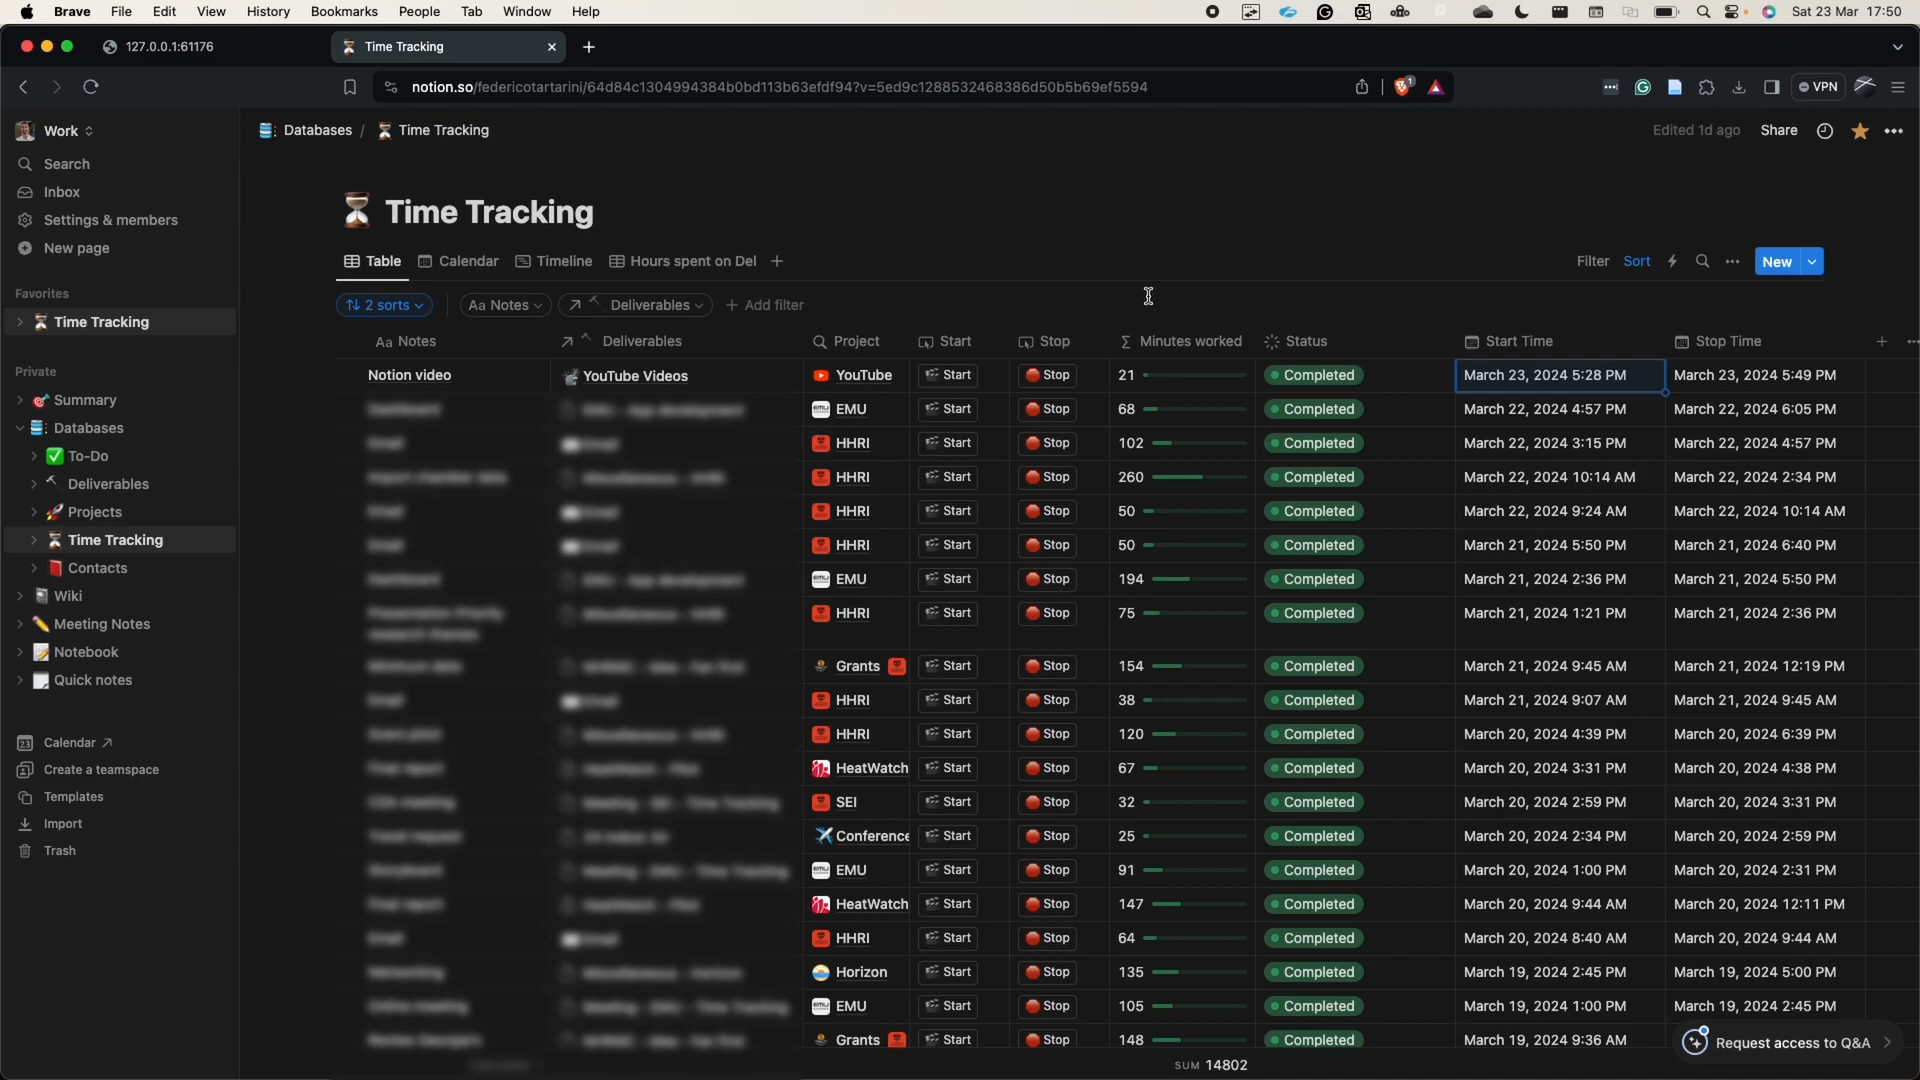 Brave File Edit View History Bookmarks People Tab Window Help Sat 23 Mar 17:50
127.0.0.1:61176 Time Tracking
notion.so/federicotartarini/64d84c1304994384b0bd113b63efdf94?v=5ed9c1288532468386d50b5b69ef5594 1 VPN
Work
Search
Inbox
Settings & members
New page
Favorites
Time Tracking
Private
Summary
Databases
To-Do
Deliverables
Projects
Time Tracking
Contacts
Wiki
Meeting Notes
Notebook
Quick notes
Calendar
Create a teamspace
Templates
Import
Trash
Databases / Time Tracking Edited 1d ago Share
Time Tracking
Table Calendar Timeline Hours spent on Del Filter Sort New
2 sorts Aa Notes Deliverables Add filter
Aa Notes Deliverables Project Start Stop Minutes worked Status Start Time Stop Time
Notion video YouTube Videos YouTube Start Stop 21 Completed March 23, 2024 5:28 PM March 23, 2024 5:49 PM
EMU Start Stop 68 Completed March 22, 2024 4:57 PM March 22, 2024 6:05 PM
HHRI Start Stop 102 Completed March 22, 2024 3:15 PM March 22, 2024 4:57 PM
HHRI Start Stop 260 Completed March 22, 2024 10:14 AM March 22, 2024 2:34 PM
HHRI Start Stop 50 Completed March 22, 2024 9:24 AM March 22, 2024 10:14 AM
HHRI Start Stop 50 Completed March 21, 2024 5:50 PM March 21, 2024 6:40 PM
EMU Start Stop 194 Completed March 21, 2024 2:36 PM March 21, 2024 5:50 PM
HHRI Start Stop 75 Completed March 21, 2024 1:21 PM March 21, 2024 2:36 PM
Grants Start Stop 154 Completed March 21, 2024 9:45 AM March 21, 2024 12:19 PM
HHRI Start Stop 38 Completed March 21, 2024 9:07 AM March 21, 2024 9:45 AM
HHRI Start Stop 120 Completed March 20, 2024 4:39 PM March 20, 2024 6:39 PM
HeatWatch Start Stop 67 Completed March 20, 2024 3:31 PM March 20, 2024 4:38 PM
SEI Start Stop 32 Completed March 20, 2024 2:59 PM March 20, 2024 3:31 PM
Conference Start Stop 25 Completed March 20, 2024 2:34 PM March 20, 2024 2:59 PM
EMU Start Stop 91 Completed March 20, 2024 1:00 PM March 20, 2024 2:31 PM
HeatWatch Start Stop 147 Completed March 20, 2024 9:44 AM March 20, 2024 12:11 PM
HHRI Start Stop 64 Completed March 20, 2024 8:40 AM March 20, 2024 9:44 AM
Horizon Start Stop 135 Completed March 19, 2024 2:45 PM March 19, 2024 5:00 PM
EMU Start Stop 105 Completed March 19, 2024 1:00 PM March 19, 2024 2:45 PM
Grants Start Stop 148 Completed March 19, 2024 9:36 AM
Request access to Q&A
SUM 14802